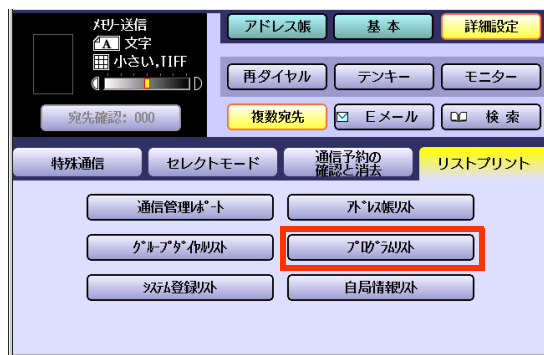 ﾒﾓﾘｰ送信
A 文字
小さい,TIFF
D
宛先確認: 000
アドレス帳
基本
詳細設定
再ダイヤル
テンキー
モニター
複数宛先
Eメール
検索
特殊通信
セレクトモード
通信予約の
確認と消去
リストプリント
通信管理ﾚﾎﾟｰﾄ
ｱﾄﾞﾚｽ帳ﾘｽﾄ
ｸﾞﾙｰﾌﾟﾀﾞｲﾔﾙﾘｽﾄ
ﾌﾟﾛｸﾞﾗﾑﾘｽﾄ
ｼｽﾃﾑ登録ﾘｽﾄ
自局情報ﾘｽﾄ